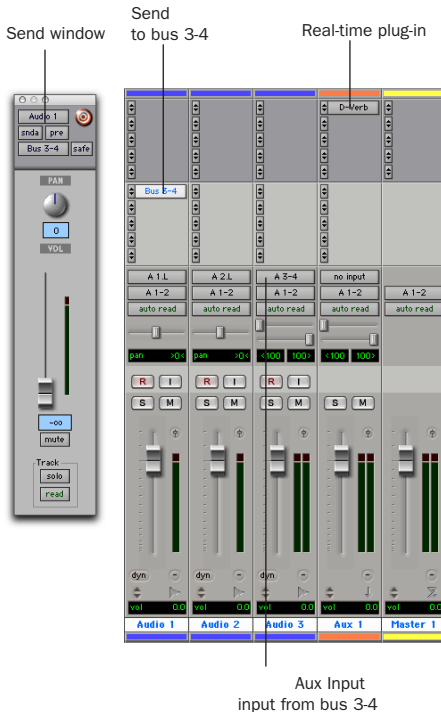 Send window
Send
to bus 3-4
Real-time plug-in
Audio 1
snda pre
Bus 3-4 safe
PAN
0
VOL
-∞
mute
Track
solo
read
D-Verb
Bus 3-4
A 1.L A 2.L A 3-4 no input
A 1-2 A 1-2 A 1-2 A 1-2 A 1-2
auto read auto read auto read auto read auto read
pan >0< pan >0< <100 100> <100 100>
R I R I R I
S M S M S M S M
dyn dyn dyn
vol 0.0 vol 0.0 vol 0.0 vol 0.0 vol 0.0
Audio 1 Audio 2 Audio 3 Aux 1 Master 1
Aux Input
input from bus 3-4